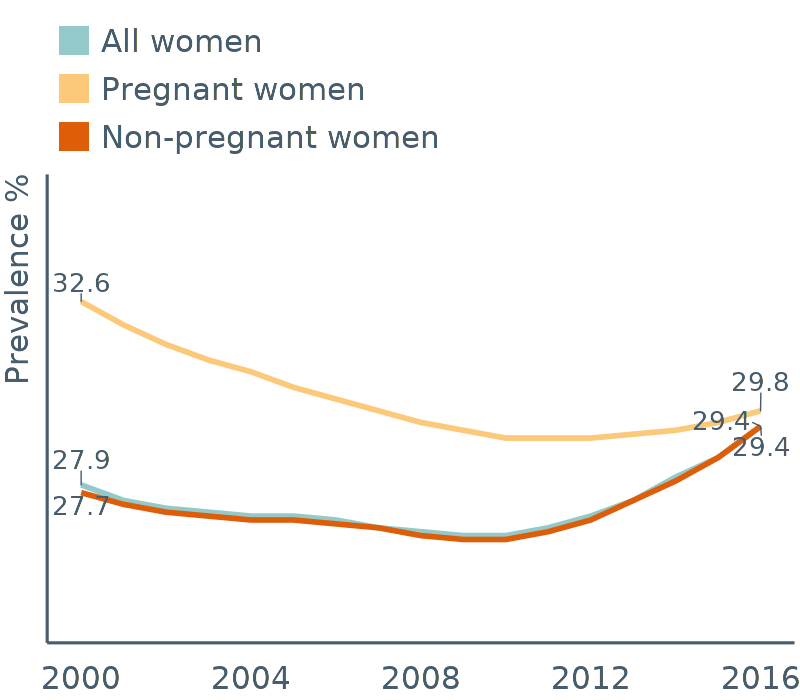 All women
Pregnant women
Non-pregnant women
Prevalence %
32.6
27.9
27.7
29.8
29.4
29.4
2000 2004 2008 2012 2016